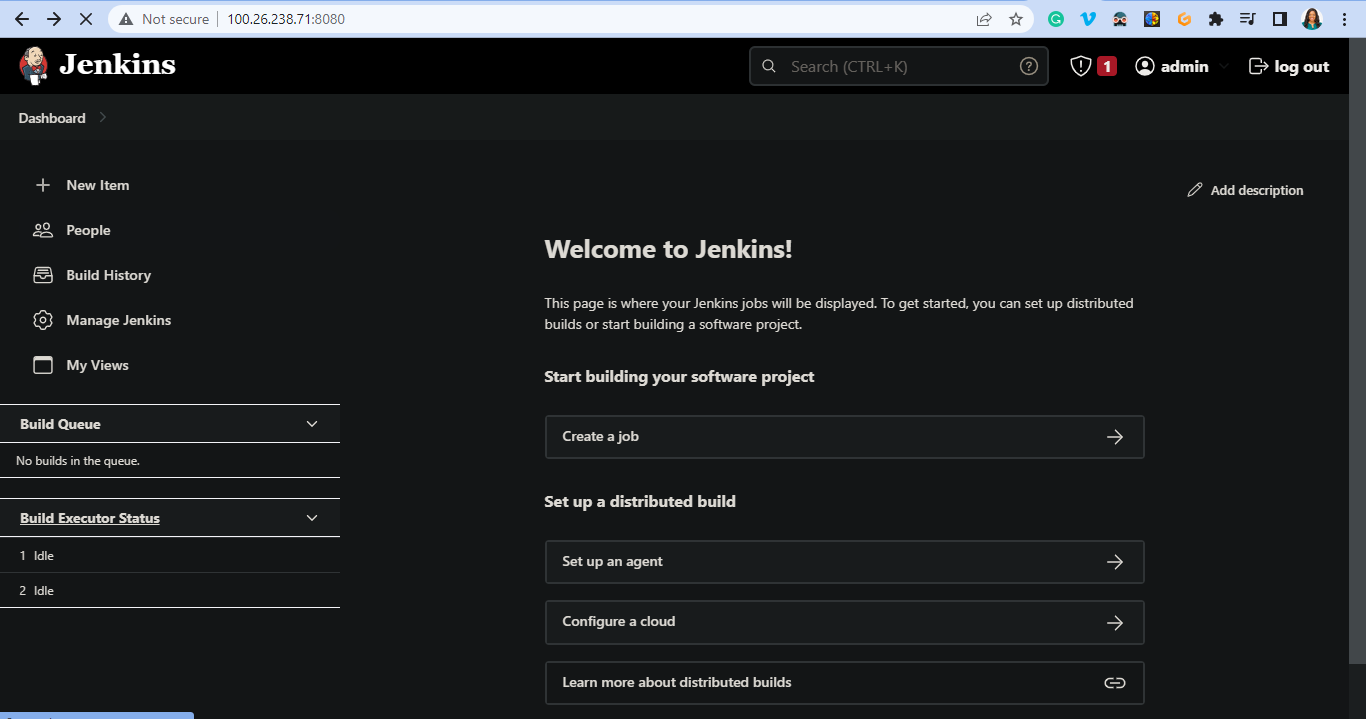 Not secure | 100.26.238.71:8080
Jenkins
Search (CTRL+K)
1
admin
log out
Dashboard
New Item
People
Build History
Manage Jenkins
My Views
Build Queue
No builds in the queue.
Build Executor Status
1 Idle
2 Idle
Add description
Welcome to Jenkins!
This page is where your Jenkins jobs will be displayed. To get started, you can set up distributed
builds or start building a software project.
Start building your software project
Create a job
Set up a distributed build
Set up an agent
Configure a cloud
Learn more about distributed builds